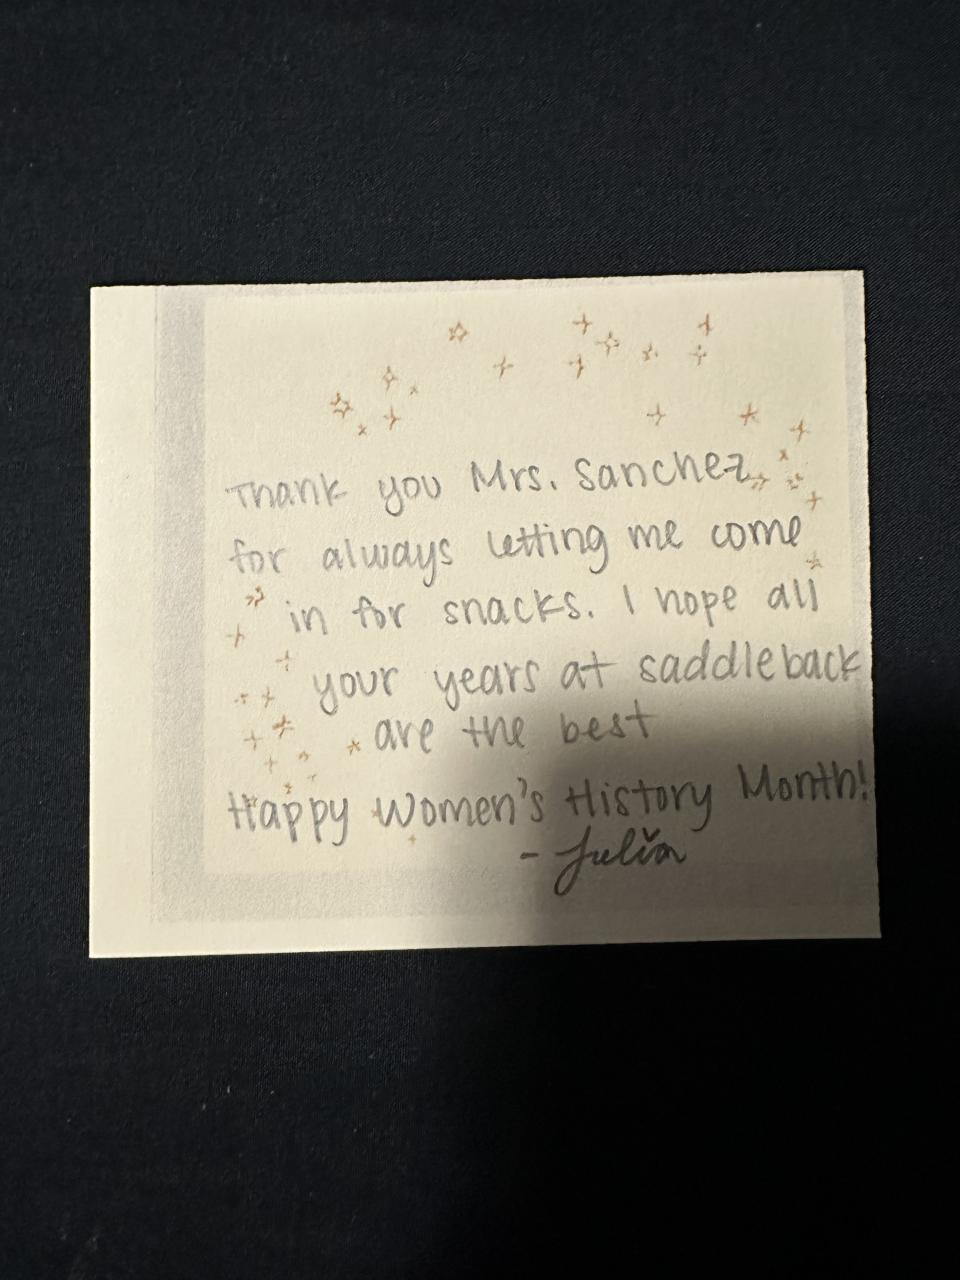 Thank you Mrs. Sanchez
for always letting me come
in for snacks. I hope all
your years at saddleback
are the best
Happy Women's History Month!
- Julia